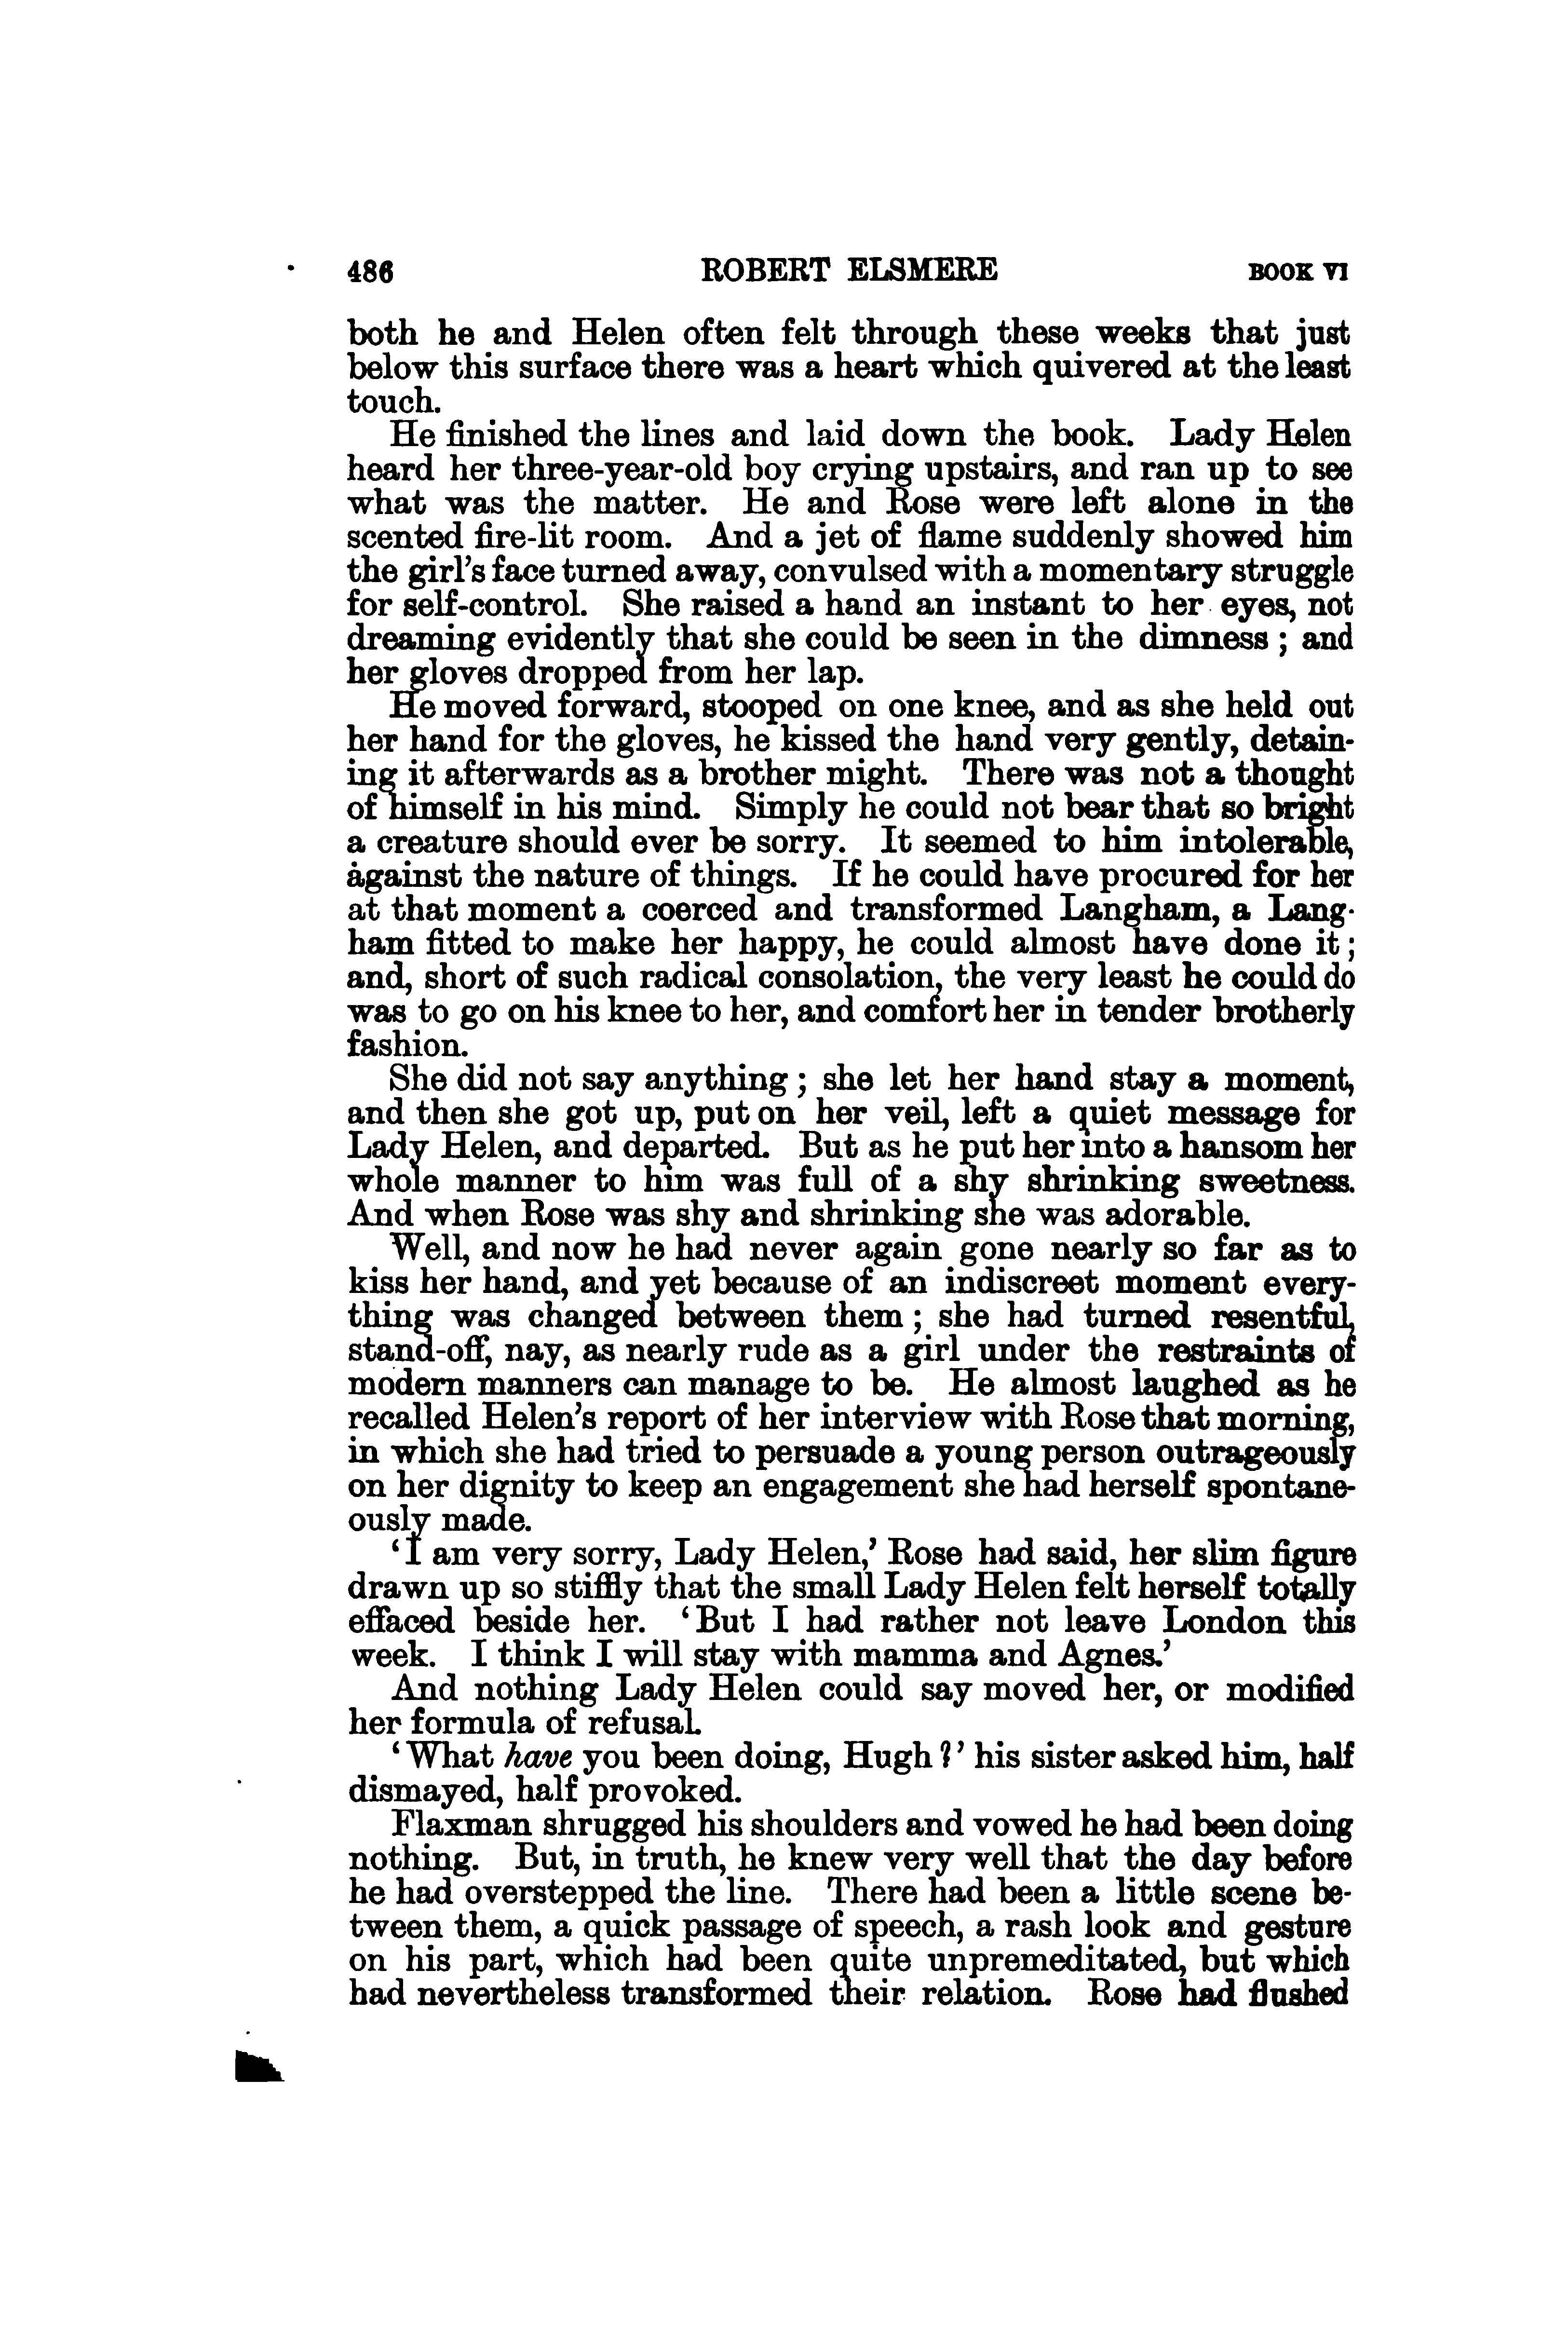 486 ROBERT ELSMERE BOOK VI
both he and Helen often felt through these weeks that just
below this surface there was a heart which quivered at the least
touch.
He finished the lines and laid down the book. Lady Helen
heard her three-year-old boy crying upstairs, and ran up to see
what was the matter. He and Rose were left alone in the
scented fire-lit room. And a jet of flame suddenly showed him
the girl's face turned away, convulsed with a momentary struggle
for self-control. She raised a hand an instant to her eyes, not
dreaming evidently that she could be seen in the dimness ; and
her gloves dropped from her lap.
He moved forward, stooped on one knee, and as she held out
her hand for the gloves, he kissed the hand very gently, detain-
ing it afterwards as a brother might. There was not a thought
of himself in his mind. Simply he could not bear that so bright
a creature should ever be sorry. It seemed to him intolerable,
against the nature of things. If he could have procured for her
at that moment a coerced and transformed Langham, a Lang-
ham fitted to make her happy, he could almost have done it ;
and, short of such radical consolation, the very least he could do
was to go on his knee to her, and comfort her in tender brotherly
fashion.
She did not say anything ; she let her hand stay a moment,
and then she got up, put on her veil, left a quiet message for
Lady Helen, and departed. But as he put her into a hansom her
whole manner to him was full of a shy shrinking sweetness.
And when Rose was shy and shrinking she was adorable.
Well, and now he had never again gone nearly so far as to
kiss her hand, and yet because of an indiscreet moment every-
thing was changed between them ; she had turned resentful,
stand-off, nay, as nearly rude as a girl under the restraints of
modern manners can manage to be. He almost laughed as he
recalled Helen's report of her interview with Rose that morning,
in which she had tried to persuade a young person outrageously
on her dignity to keep an engagement she had herself spontane-
ously made.
'I am very sorry, Lady Helen,' Rose had said, her slim figure
drawn up so stiffly that the small Lady Helen felt herself totally
effaced beside her. 'But I had rather not leave London this
week. I think I will stay with mamma and Agnes.'
And nothing Lady Helen could say moved her, or modified
her formula of refusal.
'What have you been doing, Hugh ?' his sister asked him, half
dismayed, half provoked.
Flaxman shrugged his shoulders and vowed he had been doing
nothing. But, in truth, he knew very well that the day before
he had overstepped the line. There had been a little scene be-
tween them, a quick passage of speech, a rash look and gesture
on his part, which had been quite unpremeditated, but which
had nevertheless transformed their relation. Rose had flushed